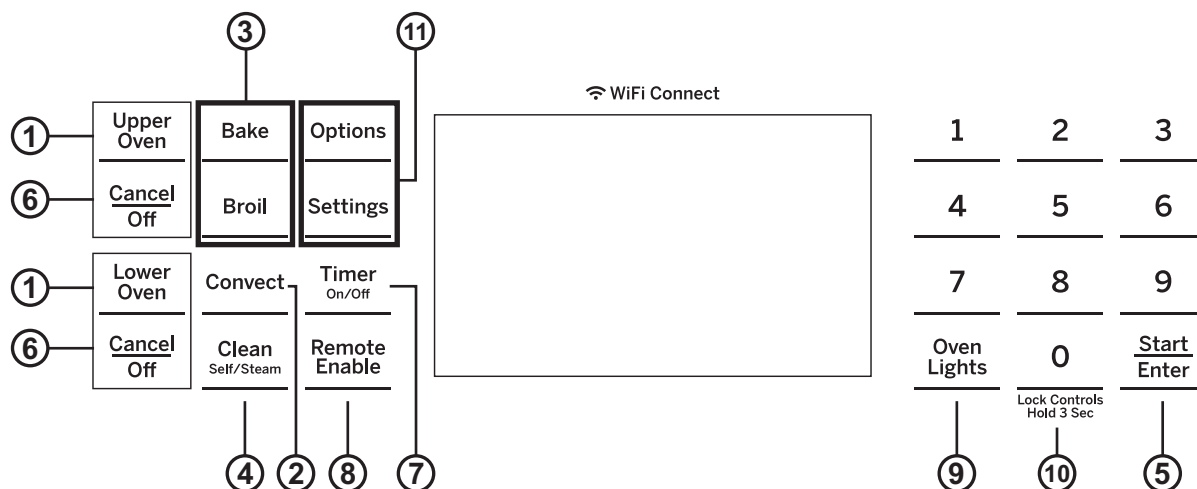 3
11
WiFi Connect
1
Upper
Oven
Bake
Options
1
2
3
6
Cancel
Off
Broil
Settings
4
5
6
1
Lower
Oven
Convect
Timer
On/Off
7
8
9
6
Cancel
Off
Clean
Self/Steam
Remote
Enable
Oven
Lights
0
Start
Enter
Lock Controls
Hold 3 Sec
4
2
8
7
9
10
5